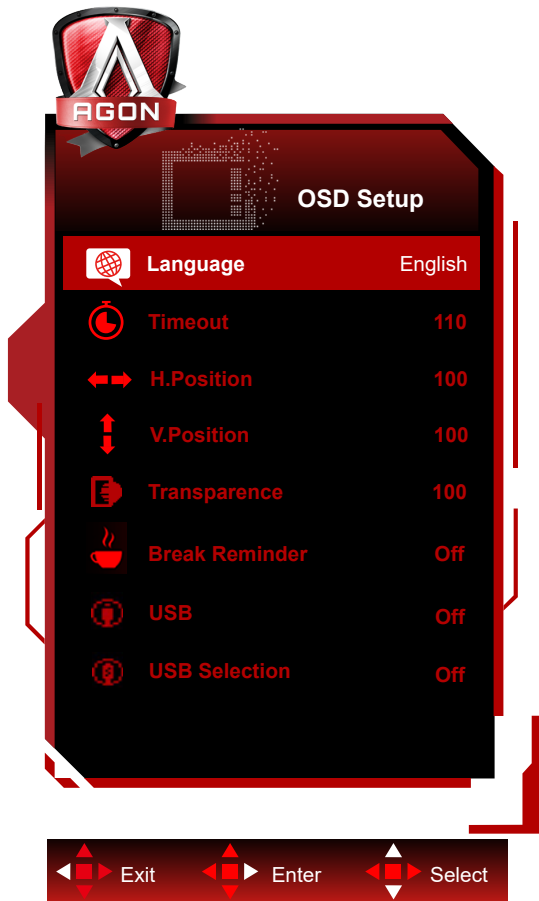 AGON
OSD Setup
Language English
Timeout 110
H.Position 100
V.Position 100
Transparence 100
Break Reminder Off
USB Off
USB Selection Off
Exit Enter Select